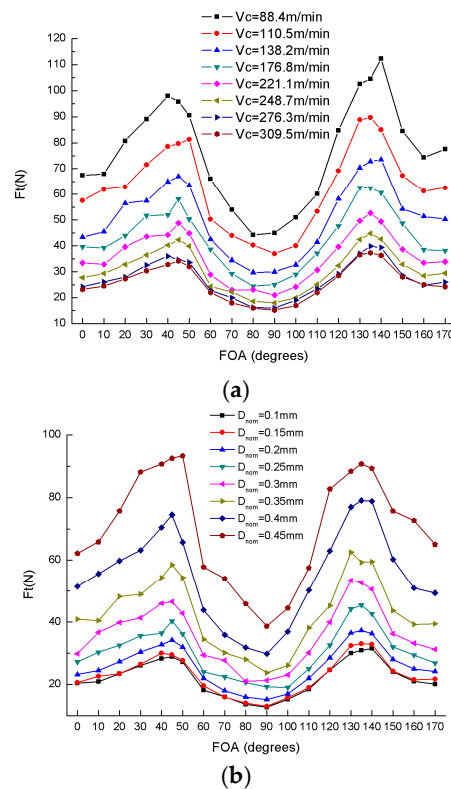 Vc=88.4m/min
Vc=110.5m/min
Vc=138.2m/min
Vc=176.8m/min
Vc=221.1m/min
Vc=248.7m/min
Vc=276.3m/min
Vc=309.5m/min
120
110
100
90
80
70
60
50
40
30
20
10
Ft(N)
0 10 20 30 40 50 60 70 80 90 100 110 120 130 140 150 160 170
FOA (degrees)
(a)
Dnom=0.1mm
Dnom=0.15mm
Dnom=0.2mm
Dnom=0.25mm
Dnom=0.3mm
Dnom=0.35mm
Dnom=0.4mm
Dnom=0.45mm
100
80
60
40
20
Ft(N)
0 10 20 30 40 50 60 70 80 90 100 110 120 130 140 150 160 170
FOA (degrees)
(b)